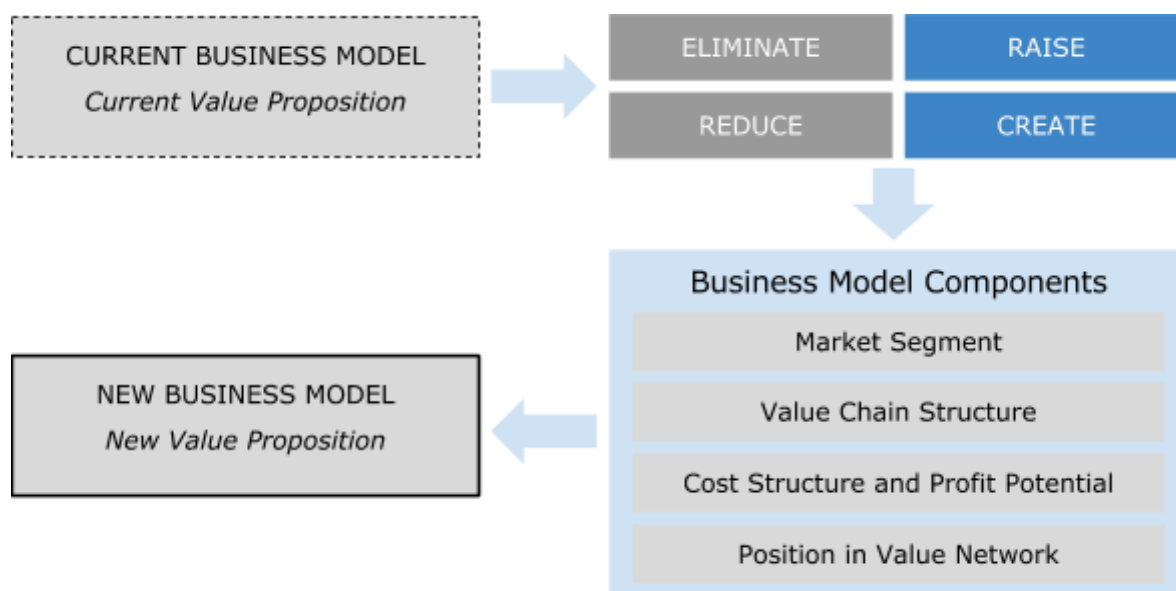 CURRENT BUSINESS MODEL
Current Value Proposition
ELIMINATE
RAISE
REDUCE
CREATE
Business Model Components
Market Segment
Value Chain Structure
Cost Structure and Profit Potential
Position in Value Network
NEW BUSINESS MODEL
New Value Proposition